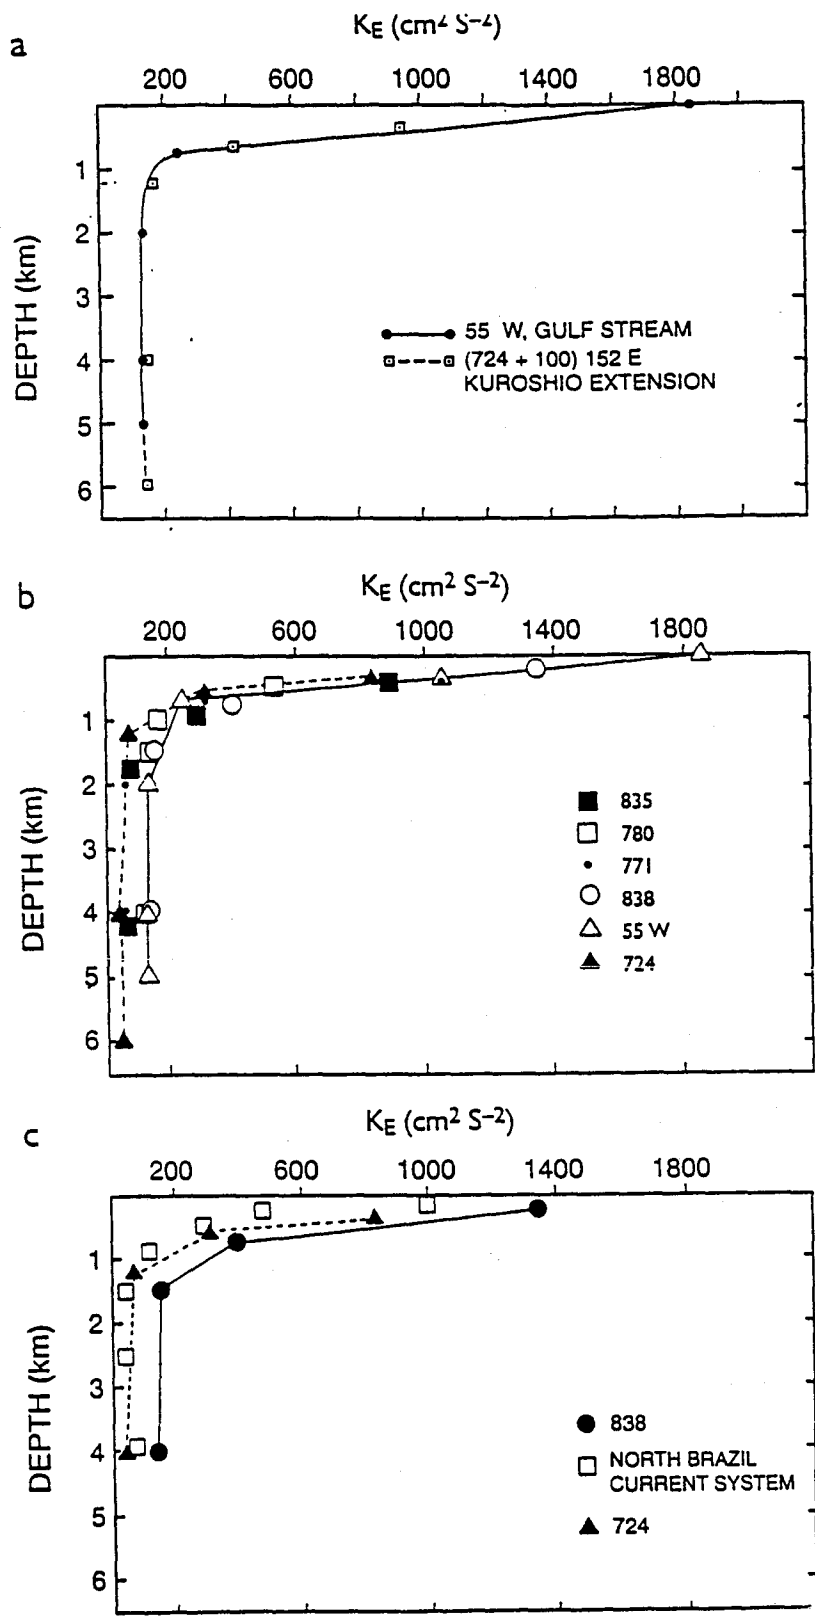 a
K_E (cm² S⁻²)
200 600 1000 1400 1800
1
2
3
4
5
6
DEPTH (km)
55 W, GULF STREAM
(724 + 100) 152 E
KUROSHIO EXTENSION
b
K_E (cm² S⁻²)
200 600 1000 1400 1800
1
2
3
4
5
6
DEPTH (km)
835
780
771
838
55 W
724
c
K_E (cm² S⁻²)
200 600 1000 1400 1800
1
2
3
4
5
6
DEPTH (km)
838
NORTH BRAZIL
CURRENT SYSTEM
724